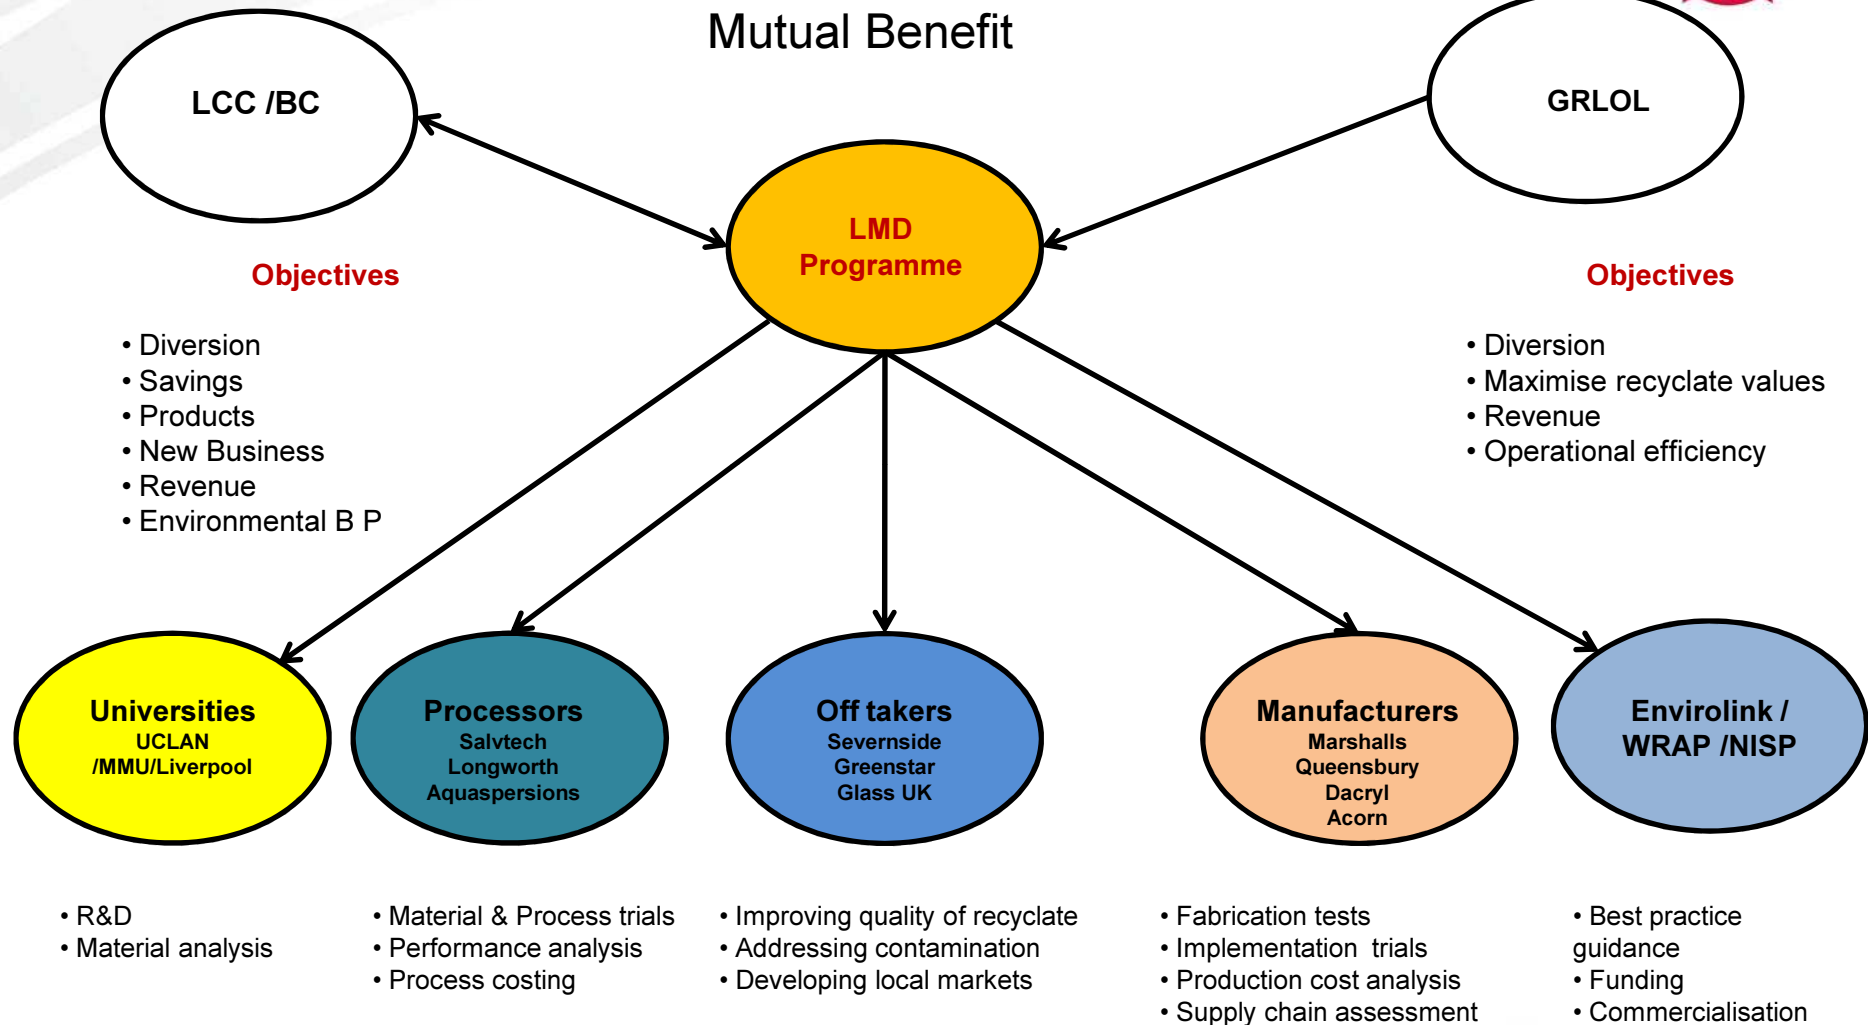 Mutual Benefit
LCC /BC
GRLOL
LMD
Programme
Objectives
• Diversion
• Savings
• Products
• New Business
• Revenue
• Environmental B P
Objectives
• Diversion
• Maximise recyclate values
• Revenue
• Operational efficiency
Universities
UCLAN
/MMU/Liverpool
Processors
Salvtech
Longworth
Aquaspersions
Off takers
Severnside
Greenstar
Glass UK
Manufacturers
Marshalls
Queensbury
Dacryl
Acorn
Envirolink /
WRAP /NISP
• R&D
• Material analysis
• Material & Process trials
• Performance analysis
• Process costing
• Improving quality of recyclate
• Addressing contamination
• Developing local markets
• Fabrication tests
• Implementation trials
• Production cost analysis
• Supply chain assessment
• Best practice
guidance
• Funding
• Commercialisation